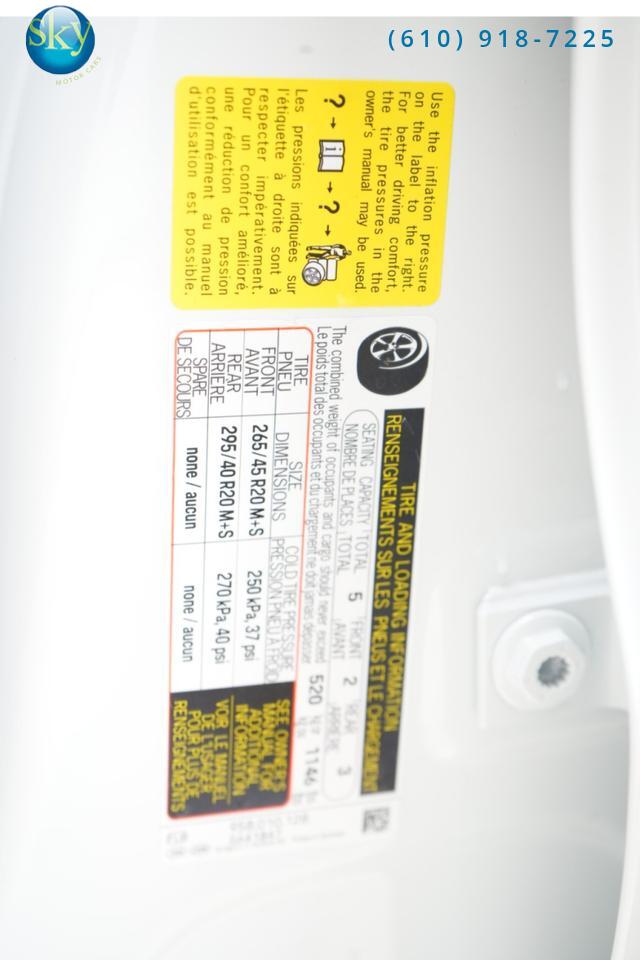 Sky
MOTOR CARS
(610) 918-7225
Use the inflation pressure
on the label to the right.
For better driving comfort,
the tire pressures in the
owner's manual may be used.
? → i → ? →
Les pressions indiquées sur
l'étiquette à droite sont à
respecter impérativement.
Pour un confort amélioré,
une réduction de pression
conformément au manuel
d'utilisation est possible.
TIRE AND LOADING INFORMATION
RENSEIGNEMENTS SUR LES PNEUS ET LE CHARGEMENT
SEATING CAPACITY TOTAL 5 FRONT 2 REAR 3
NOMBRE DE PLACES TOTAL AVANT ARRIÈRE
The combined weight of occupants and cargo should never exceed 520 kg 1146
Le poids total des occupants et du chargement ne doit jamais dépasser
TIRE SIZE COLD TIRE PRESSURE
PNEU DIMENSIONS PRESSION PNEU À FROID
FRONT
AVANT 265/45 R20 M+S 250 kPa, 37 psi
REAR
ARRIÈRE 295/40 R20 M+S 270 kPa, 40 psi
SPARE
DE SECOURS none / aucun none / aucun
SEE OWNER'S
MANUAL FOR
ADDITIONAL
INFORMATION
VOIR LE MANUEL
DE L'USAGER
POUR PLUS DE
RENSEIGNEMENTS